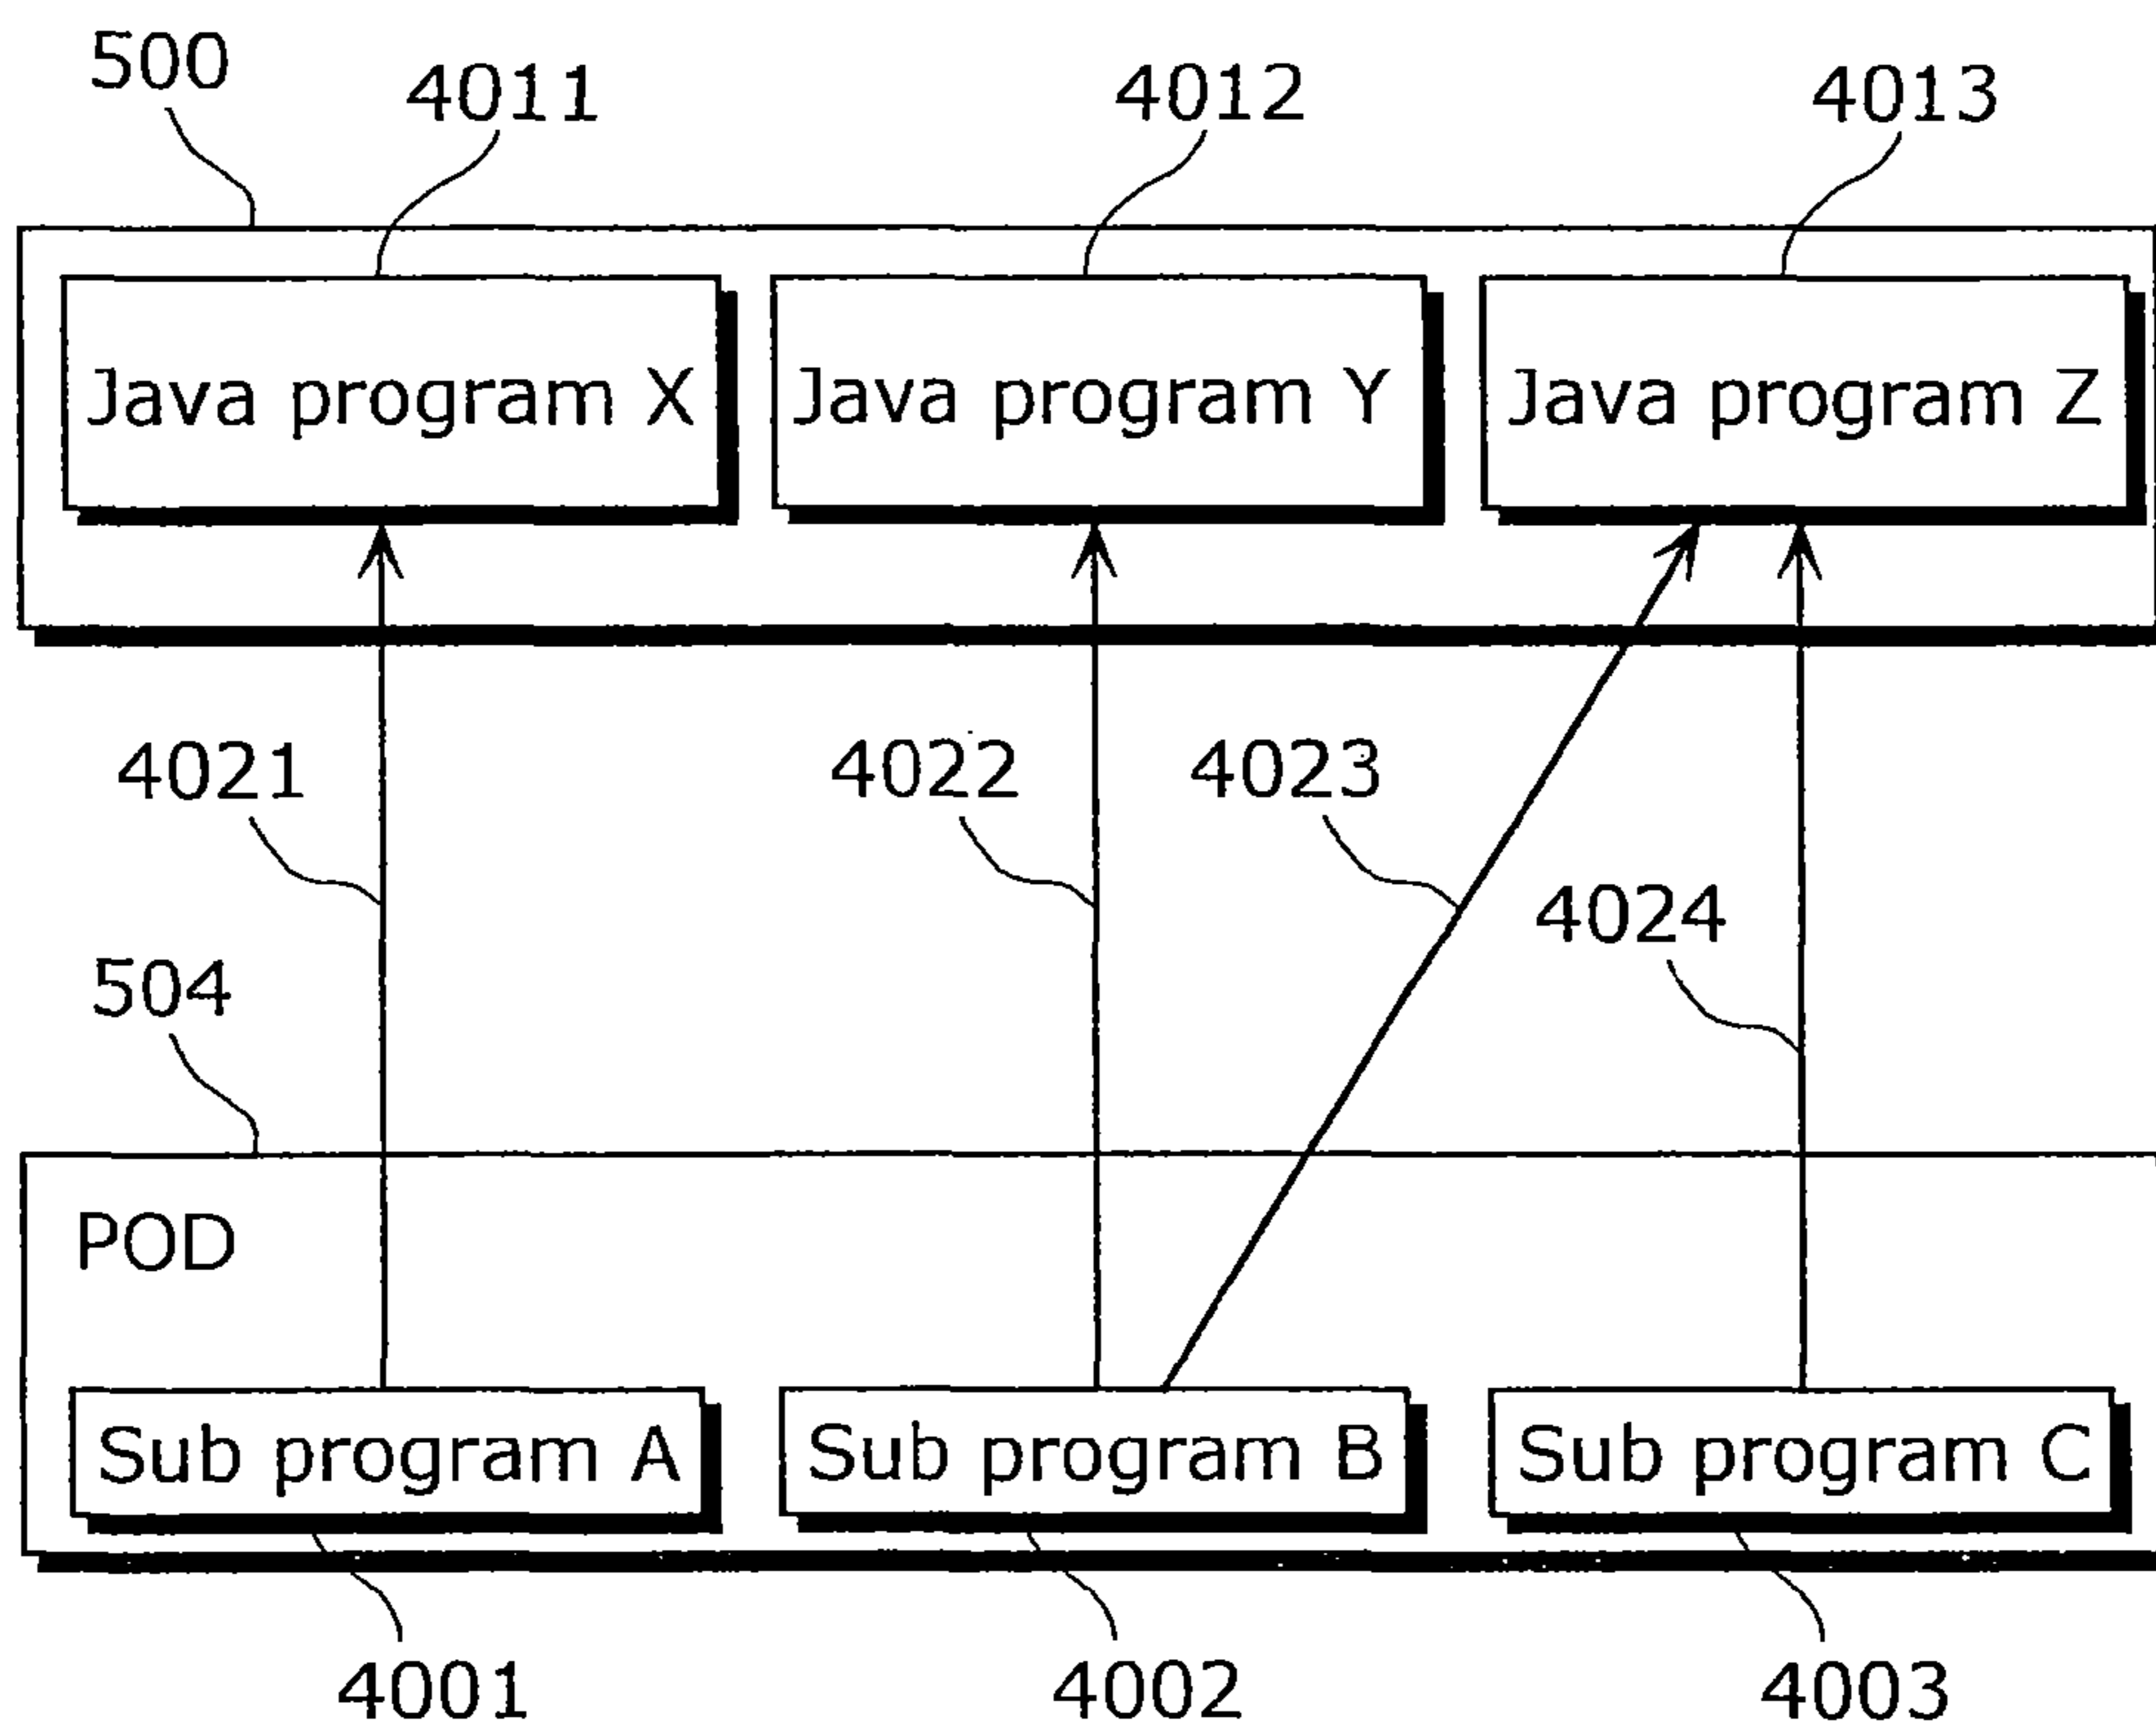 500
4011
4012
4013
Java program X
Java program Y
Java program Z
4021
4022
4023
4024
504
POD
Sub program A
Sub program B
Sub program C
4001
4002
4003